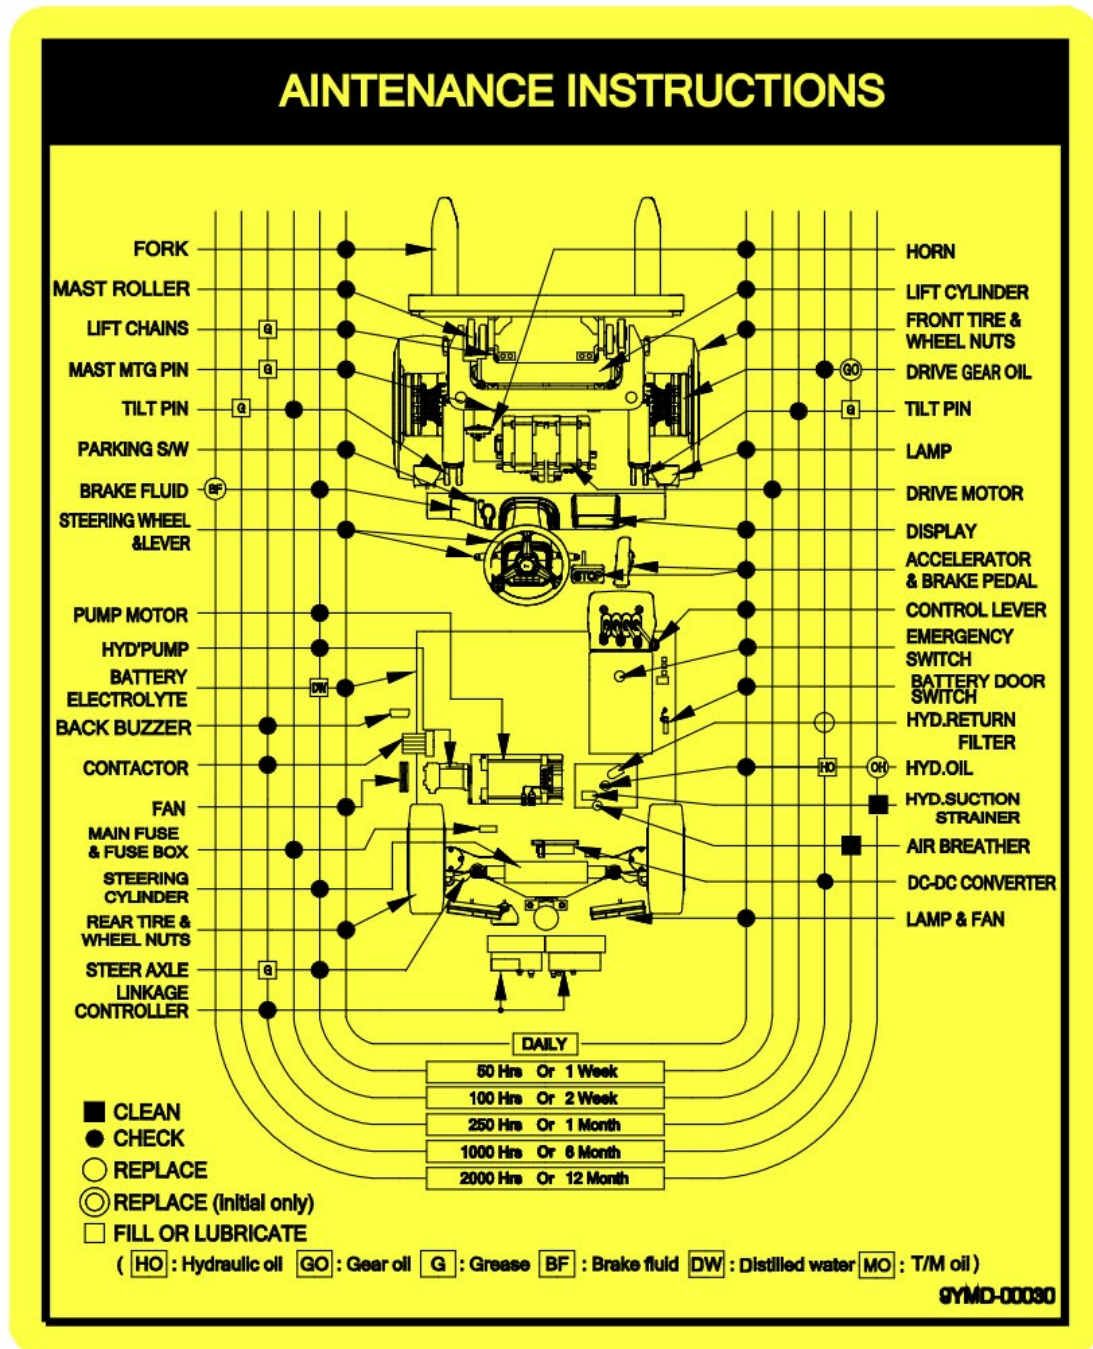 AINTENANCE INSTRUCTIONS
FORK
MAST ROLLER
LIFT CHAINS
G
MAST MTG PIN
G
TILT PIN
G
PARKING S/W
BRAKE FLUID
BF
STEERING WHEEL
&LEVER
PUMP MOTOR
HYD'PUMP
BATTERY
ELECTROLYTE
DW
BACK BUZZER
CONTACTOR
FAN
MAIN FUSE
& FUSE BOX
STEERING
CYLINDER
REAR TIRE &
WHEEL NUTS
STEER AXLE
G
LINKAGE
CONTROLLER
STOP
HORN
LIFT CYLINDER
FRONT TIRE &
WHEEL NUTS
GO
DRIVE GEAR OIL
G
TILT PIN
LAMP
DRIVE MOTOR
DISPLAY
ACCELERATOR
& BRAKE PEDAL
CONTROL LEVER
EMERGENCY
SWITCH
BATTERY DOOR
SWITCH
HYD.RETURN
FILTER
HO
OH
HYD.OIL
HYD.SUCTION
STRAINER
AIR BREATHER
DC-DC CONVERTER
LAMP & FAN
DAILY
50 Hrs Or 1 Week
100 Hrs Or 2 Week
250 Hrs Or 1 Month
1000 Hrs Or 6 Month
2000 Hrs Or 12 Month
CLEAN
CHECK
REPLACE
REPLACE (initial only)
FILL OR LUBRICATE
( HO : Hydraulic oil GO : Gear oil G : Grease BF : Brake fluid DW : Distilled water MO : T/M oil )
9YMD-00030